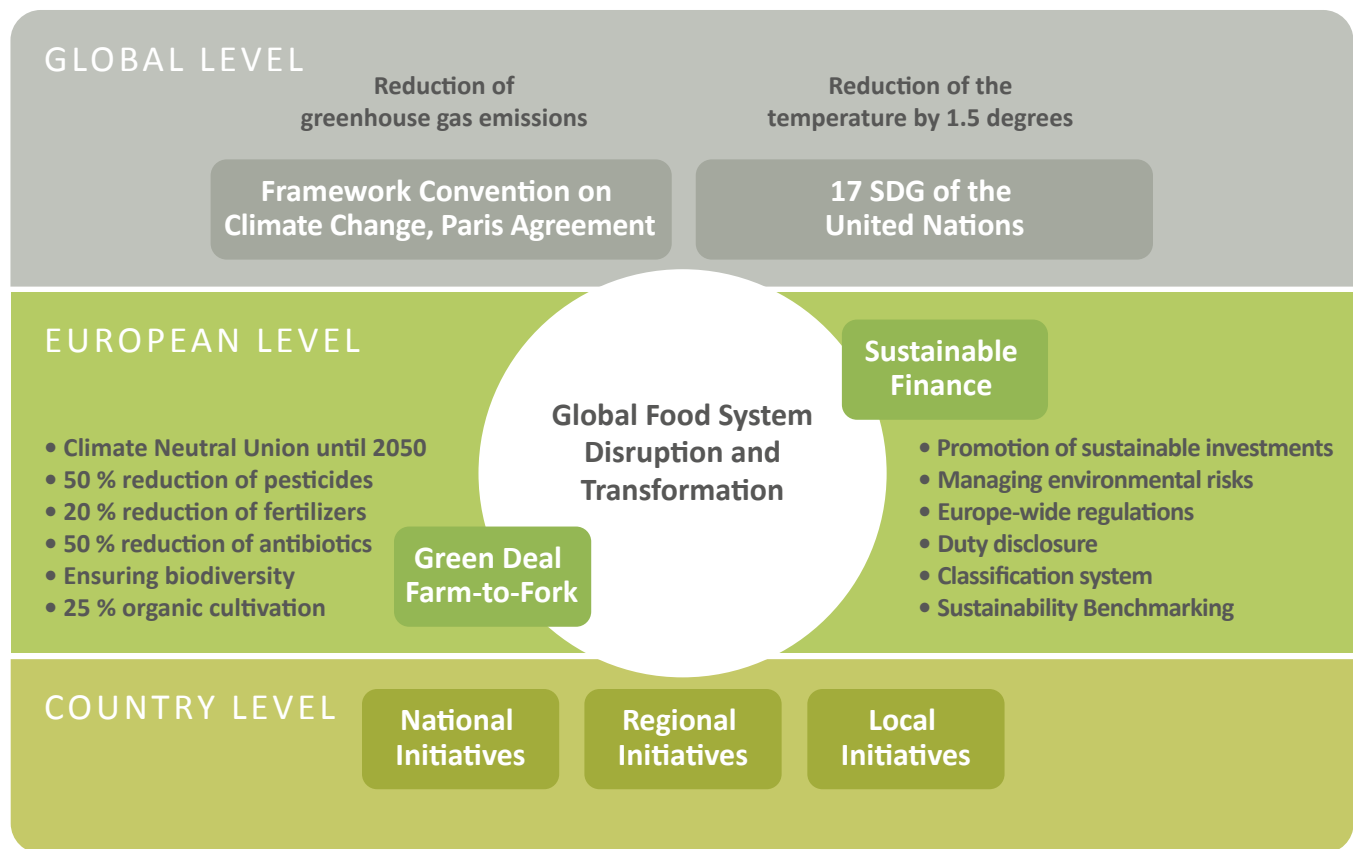 GLOBAL LEVEL
Reduction of
greenhouse gas emissions
Reduction of the
temperature by 1.5 degrees
Framework Convention on
Climate Change, Paris Agreement
17 SDG of the
United Nations
EUROPEAN LEVEL
Sustainable
Finance
Global Food System
Disruption and
Transformation
• Climate Neutral Union until 2050
• 50 % reduction of pesticides
• 20 % reduction of fertilizers
• 50 % reduction of antibiotics
• Ensuring biodiversity
• 25 % organic cultivation
Green Deal
Farm-to-Fork
• Promotion of sustainable investments
• Managing environmental risks
• Europe-wide regulations
• Duty disclosure
• Classification system
• Sustainability Benchmarking
COUNTRY LEVEL
National
Initiatives
Regional
Initiatives
Local
Initiatives